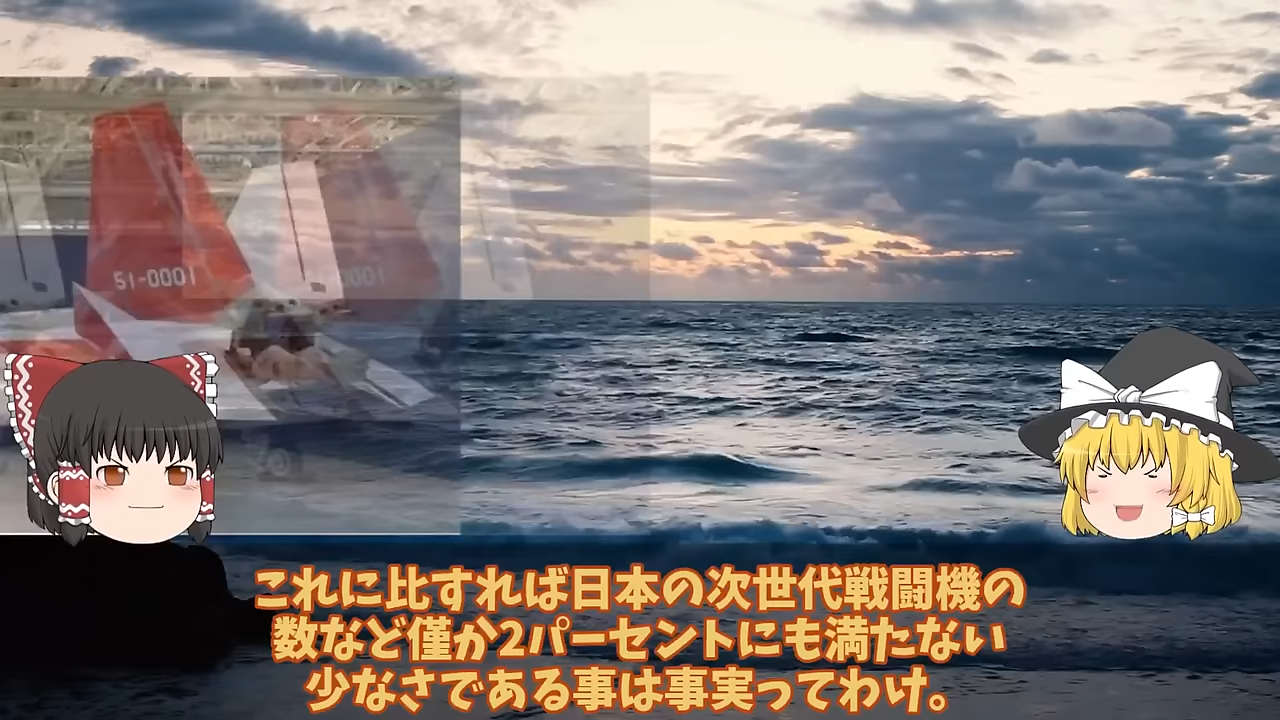 51-0001
0001
これに比すれば日本の次世代戦闘機の
数など僅か2パーセントにも満たない
少なさである事は事実ってわけ。